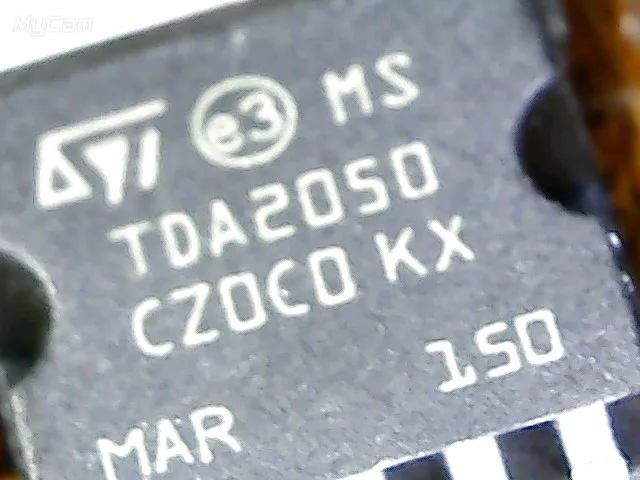 MyCam
ST e3 MS
TDA2050
CZ0C0 KX
150
MAR